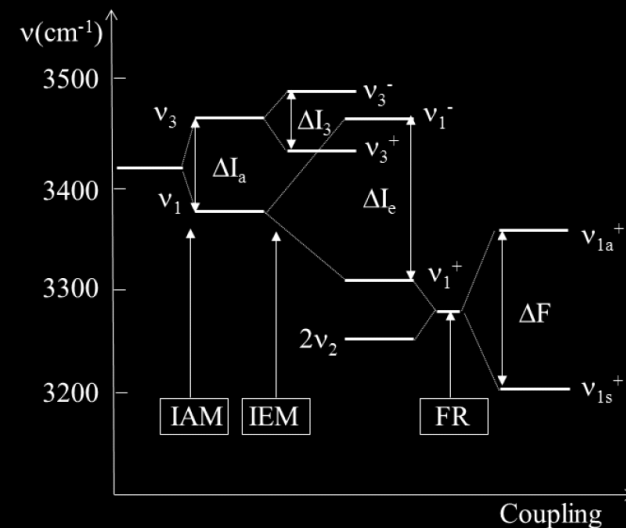 ν(cm⁻¹)
3500
3400
3300
3200
ν₃
ν₁
ΔIₐ
ν₃⁻
ΔI₃
ν₃⁺
ν₁⁻
ΔIₑ
ν₁⁺
2ν₂
ν₁ₐ⁺
ΔF
ν₁ₛ⁺
IAM
IEM
FR
Coupling